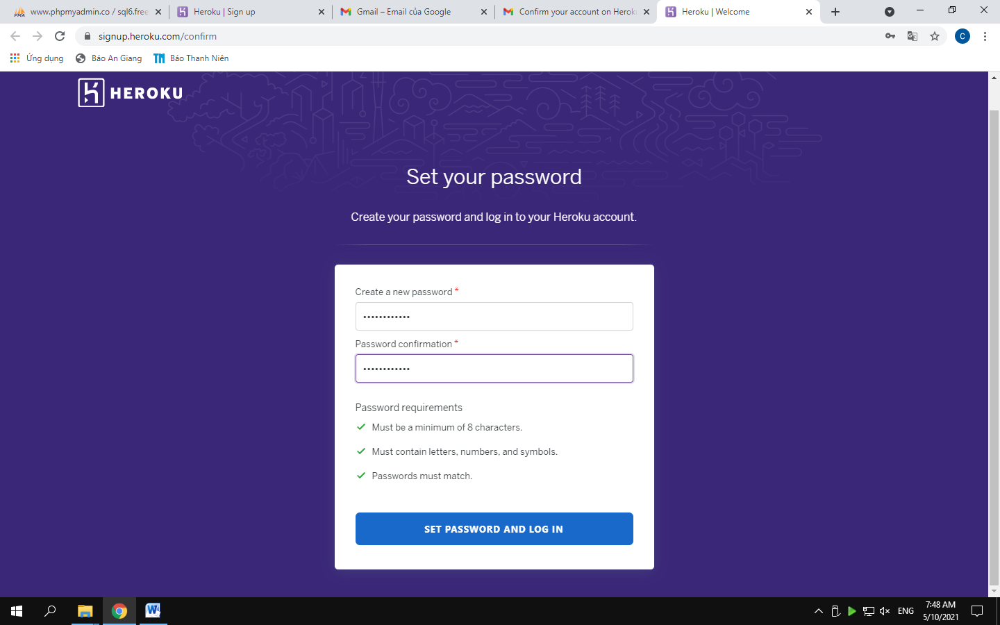 www.phpmyadmin.co / sql6.free
Heroku | Sign up
Gmail – Email của Google
Confirm your account on Heroku
Heroku | Welcome
signup.heroku.com/confirm
C
Ứng dụng
Báo An Giang
Báo Thanh Niên
HEROKU
Set your password
Create your password and log in to your Heroku account.
Create a new password *
••••••••••••
Password confirmation *
••••••••••••
Password requirements
Must be a minimum of 8 characters.
Must contain letters, numbers, and symbols.
Passwords must match.
SET PASSWORD AND LOG IN
ENG
7:48 AM
5/10/2021